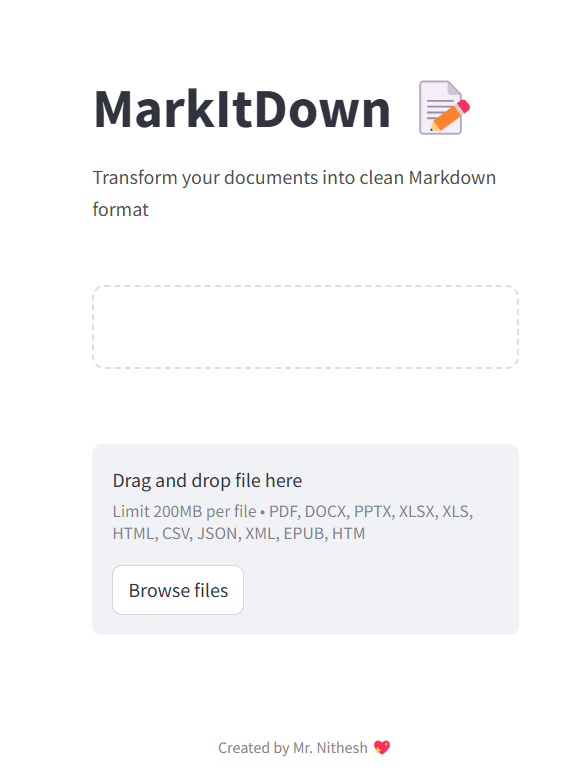 MarkItDown 📝
Transform your documents into clean Markdown
format
Drag and drop file here
Limit 200MB per file • PDF, DOCX, PPTX, XLSX, XLS,
HTML, CSV, JSON, XML, EPUB, HTM
Browse files
Created by Mr. Nithesh 💖